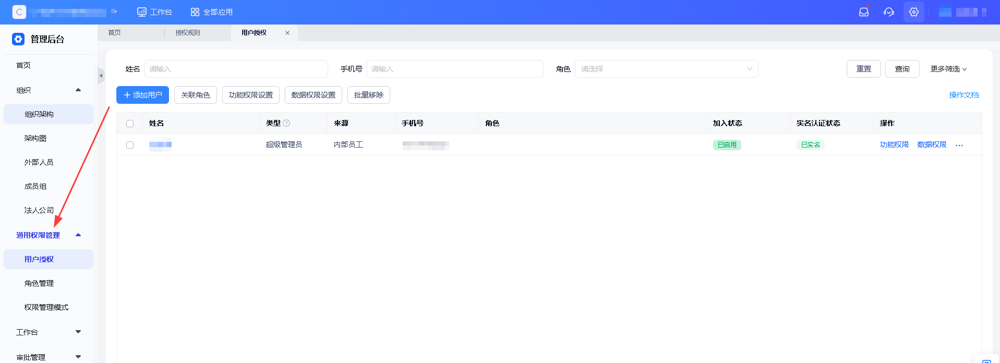 C 工作台 全部应用
管理后台
首页
组织
组织架构
架构图
外部人员
成员组
法人公司
通用权限管理
用户授权
角色管理
权限管理模式
工作台
审批管理
首页 授权规则 用户授权 ×
姓名 请输入 手机号 请输入 角色 请选择 重置 查询 更多筛选
+ 添加用户 关联角色 功能权限设置 数据权限设置 批量移除 操作文档
姓名 类型 ? 来源 手机号 角色 加入状态 实名认证状态 操作
超级管理员 内部员工 已启用 已实名 功能权限 数据权限 ...